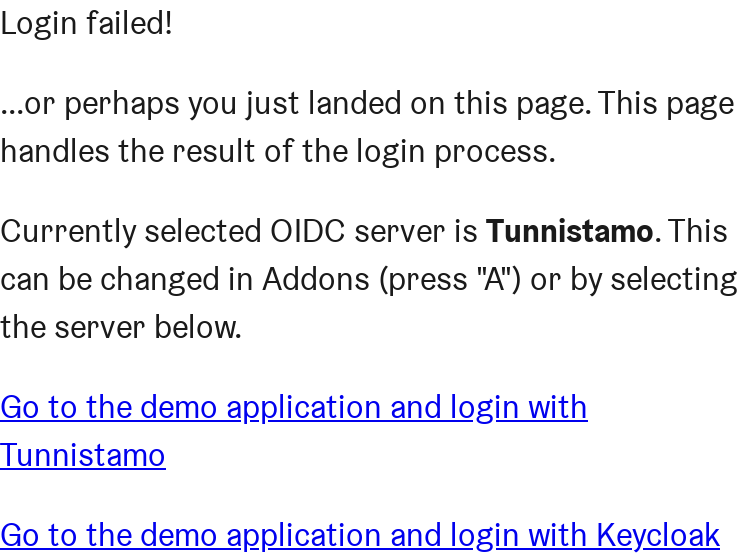 Login failed!
...or perhaps you just landed on this page. This page
handles the result of the login process.
Currently selected OIDC server is Tunnistamo. This
can be changed in Addons (press "A") or by selecting
the server below.
Go to the demo application and login with
Tunnistamo
Go to the demo application and login with Keycloak